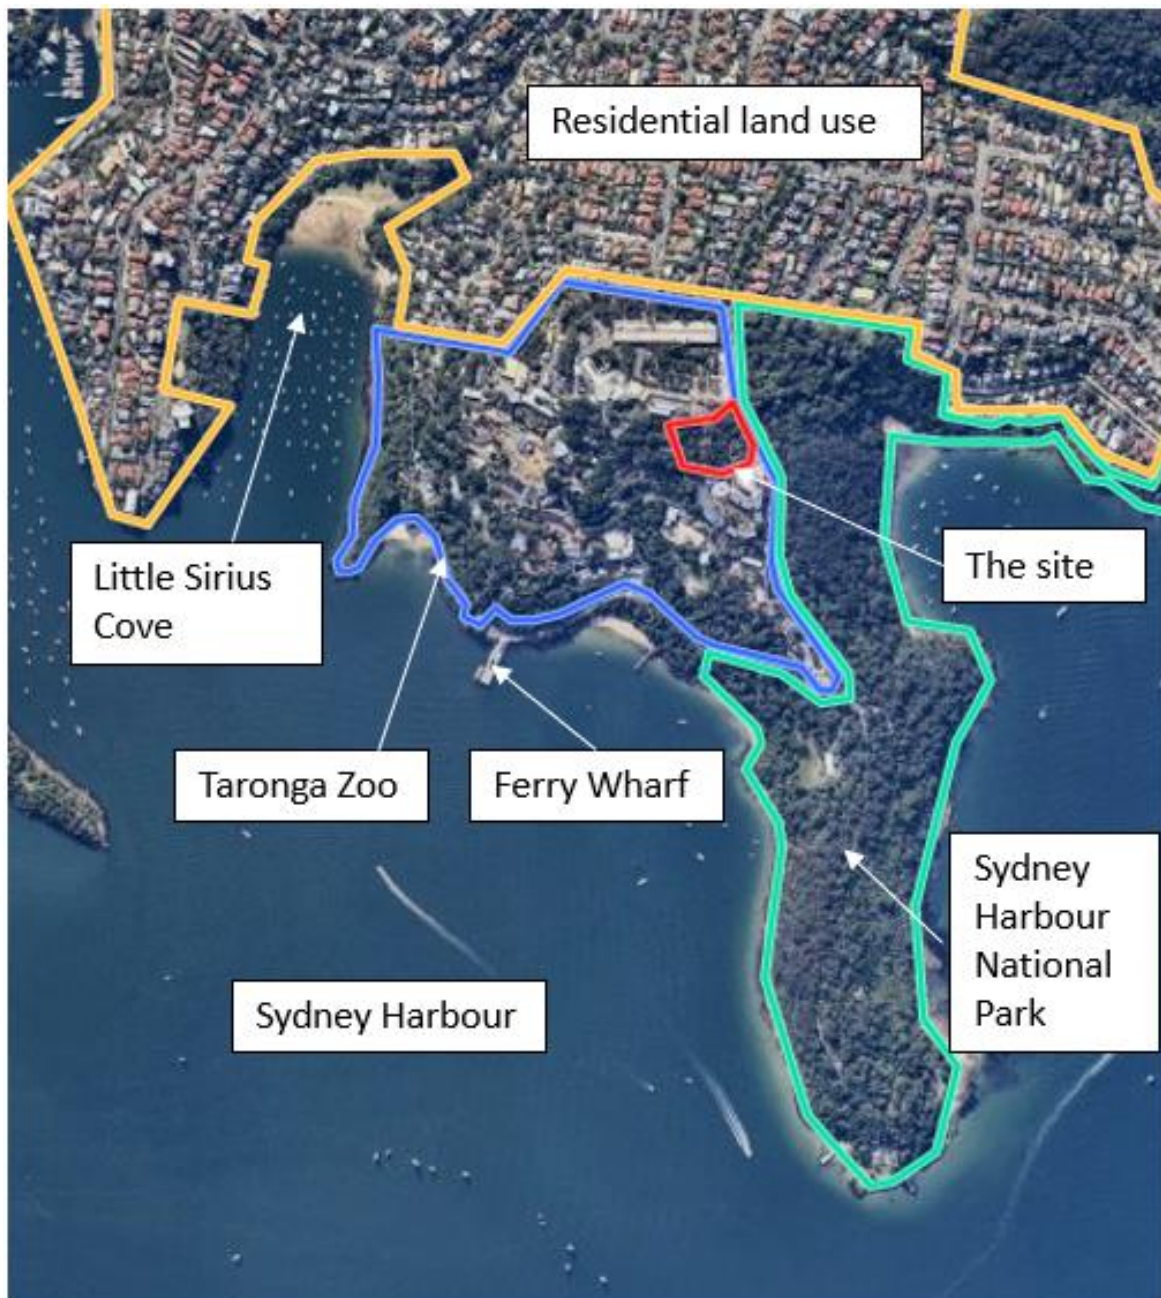 Residential land use
Little Sirius
Cove
The site
Taronga Zoo
Ferry Wharf
Sydney
Harbour
National
Park
Sydney Harbour